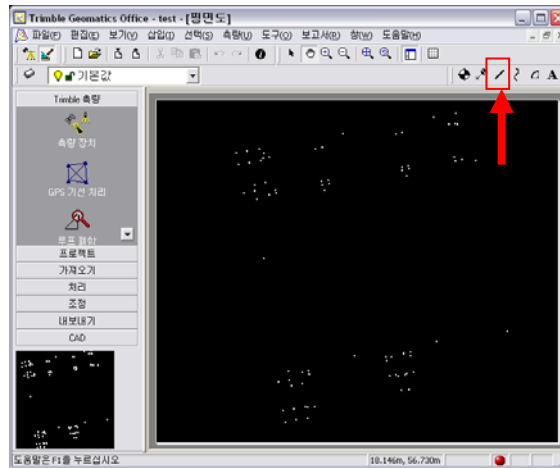 Trimble Geomatics Office - test - [평면도]
파일(F) 편집(E) 보기(V) 삽입(I) 선택(S) 측량(U) 도구(O) 보고서(R) 창(W) 도움말(H)
기본값
A
Trimble 측량
측량 장치
GPS 기선 처리
루프 폐합
프로젝트
가져오기
처리
조정
내보내기
CAD
도움말은 F1을 누르십시오
18.146m, 56.730m